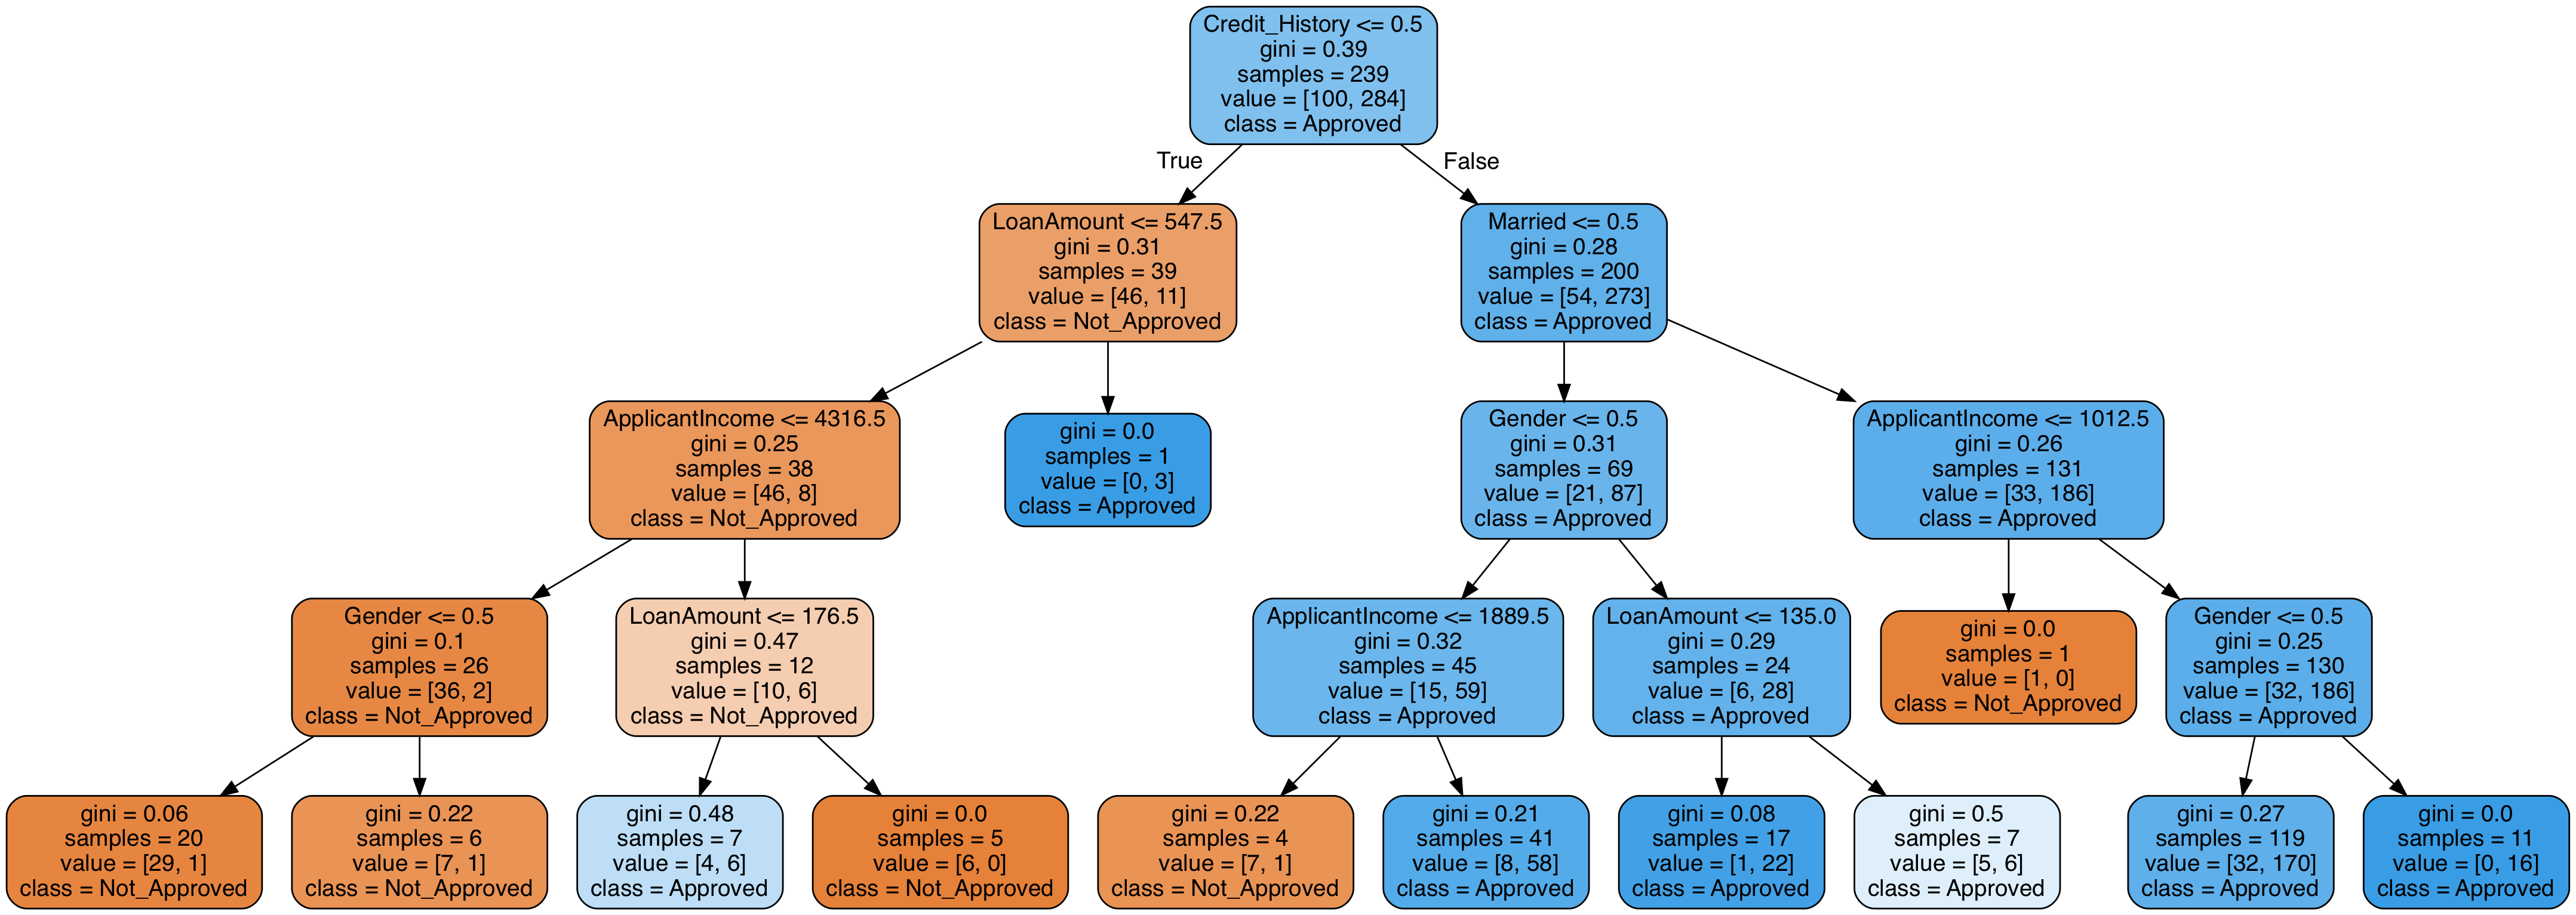 Credit_History <= 0.5
gini = 0.39
samples = 239
value = [100, 284]
class = Approved
True
False
LoanAmount <= 547.5
gini = 0.31
samples = 39
value = [46, 11]
class = Not_Approved
Married <= 0.5
gini = 0.28
samples = 200
value = [54, 273]
class = Approved
ApplicantIncome <= 4316.5
gini = 0.25
samples = 38
value = [46, 8]
class = Not_Approved
gini = 0.0
samples = 1
value = [0, 3]
class = Approved
Gender <= 0.5
gini = 0.31
samples = 69
value = [21, 87]
class = Approved
ApplicantIncome <= 1012.5
gini = 0.26
samples = 131
value = [33, 186]
class = Approved
Gender <= 0.5
gini = 0.1
samples = 26
value = [36, 2]
class = Not_Approved
LoanAmount <= 176.5
gini = 0.47
samples = 12
value = [10, 6]
class = Not_Approved
ApplicantIncome <= 1889.5
gini = 0.32
samples = 45
value = [15, 59]
class = Approved
LoanAmount <= 135.0
gini = 0.29
samples = 24
value = [6, 28]
class = Approved
gini = 0.0
samples = 1
value = [1, 0]
class = Not_Approved
Gender <= 0.5
gini = 0.25
samples = 130
value = [32, 186]
class = Approved
gini = 0.06
samples = 20
value = [29, 1]
class = Not_Approved
gini = 0.22
samples = 6
value = [7, 1]
class = Not_Approved
gini = 0.48
samples = 7
value = [4, 6]
class = Approved
gini = 0.0
samples = 5
value = [6, 0]
class = Not_Approved
gini = 0.22
samples = 4
value = [7, 1]
class = Not_Approved
gini = 0.21
samples = 41
value = [8, 58]
class = Approved
gini = 0.08
samples = 17
value = [1, 22]
class = Approved
gini = 0.5
samples = 7
value = [5, 6]
class = Approved
gini = 0.27
samples = 119
value = [32, 170]
class = Approved
gini = 0.0
samples = 11
value = [0, 16]
class = Approved